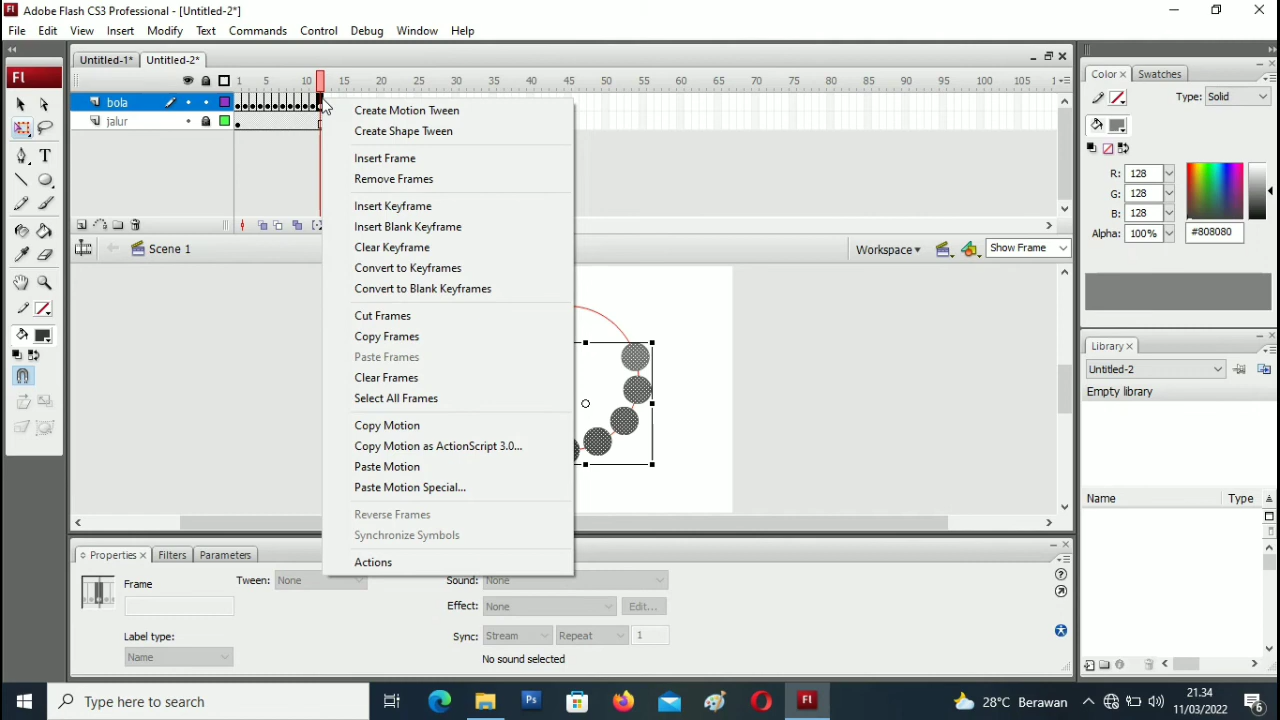 Adobe Flash CS3 Professional - [Untitled-2*]
File Edit View Insert Modify Text Commands Control Debug Window Help
Untitled-1* Untitled-2*
1 5 10 15 20 25 30 35 40 45 50 55 60 65 70 75 80 85 90 95 100 105
bola
jalur
Create Motion Tween
Create Shape Tween
Insert Frame
Remove Frames
Insert Keyframe
Insert Blank Keyframe
Clear Keyframe
Convert to Keyframes
Convert to Blank Keyframes
Cut Frames
Copy Frames
Paste Frames
Clear Frames
Select All Frames
Copy Motion
Copy Motion as ActionScript 3.0...
Paste Motion
Paste Motion Special...
Reverse Frames
Synchronize Symbols
Actions
Scene 1
Workspace
Show Frame
Color Swatches
Type: Solid
R: 128
G: 128
B: 128
Alpha: 100%
#808080
Library
Untitled-2
Empty library
Name Type
Properties Filters Parameters
Frame
Tween: None
Sound: None
Effect: None Edit...
Label type:
Name
Sync: Stream Repeat 1
No sound selected
Type here to search
28°C Berawan
21.34
11/03/2022
6